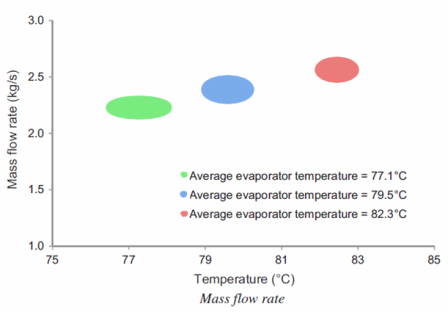 3.0
2.5
2.0
1.5
1.0
Mass flow rate (kg/s)
Average evaporator temperature = 77.1°C
Average evaporator temperature = 79.5°C
Average evaporator temperature = 82.3°C
75 77 79 81 83 85
Temperature (°C)
Mass flow rate